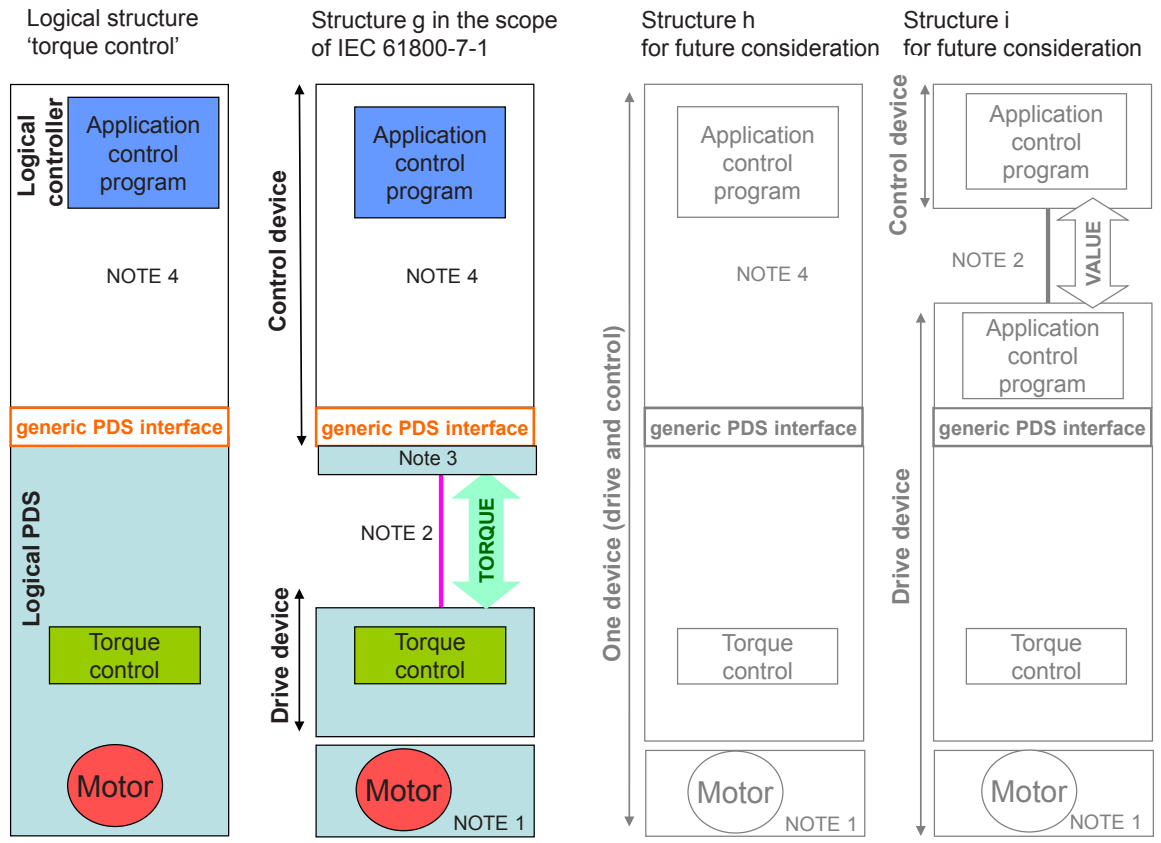 Logical structure
‘torque control’
Logical
controller
Application
control
program
NOTE 4
generic PDS interface
Logical PDS
Torque
control
Motor
Structure g in the scope
of IEC 61800-7-1
Control device
Application
control
program
NOTE 4
generic PDS interface
Note 3
NOTE 2
TORQUE
Drive device
Torque
control
Motor
NOTE 1
Structure h
for future consideration
One device (drive and control)
Application
control
program
NOTE 4
generic PDS interface
Torque
control
Motor
NOTE 1
Structure i
for future consideration
Control device
Application
control
program
NOTE 2
VALUE
Drive device
Application
control
program
generic PDS interface
Torque
control
Motor
NOTE 1